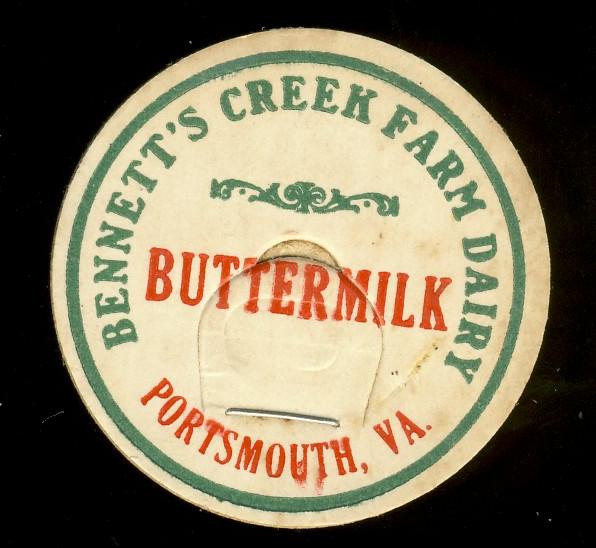 BENNETT'S CREEK FARM DAIRY
BUTTERMILK
PORTSMOUTH, VA.